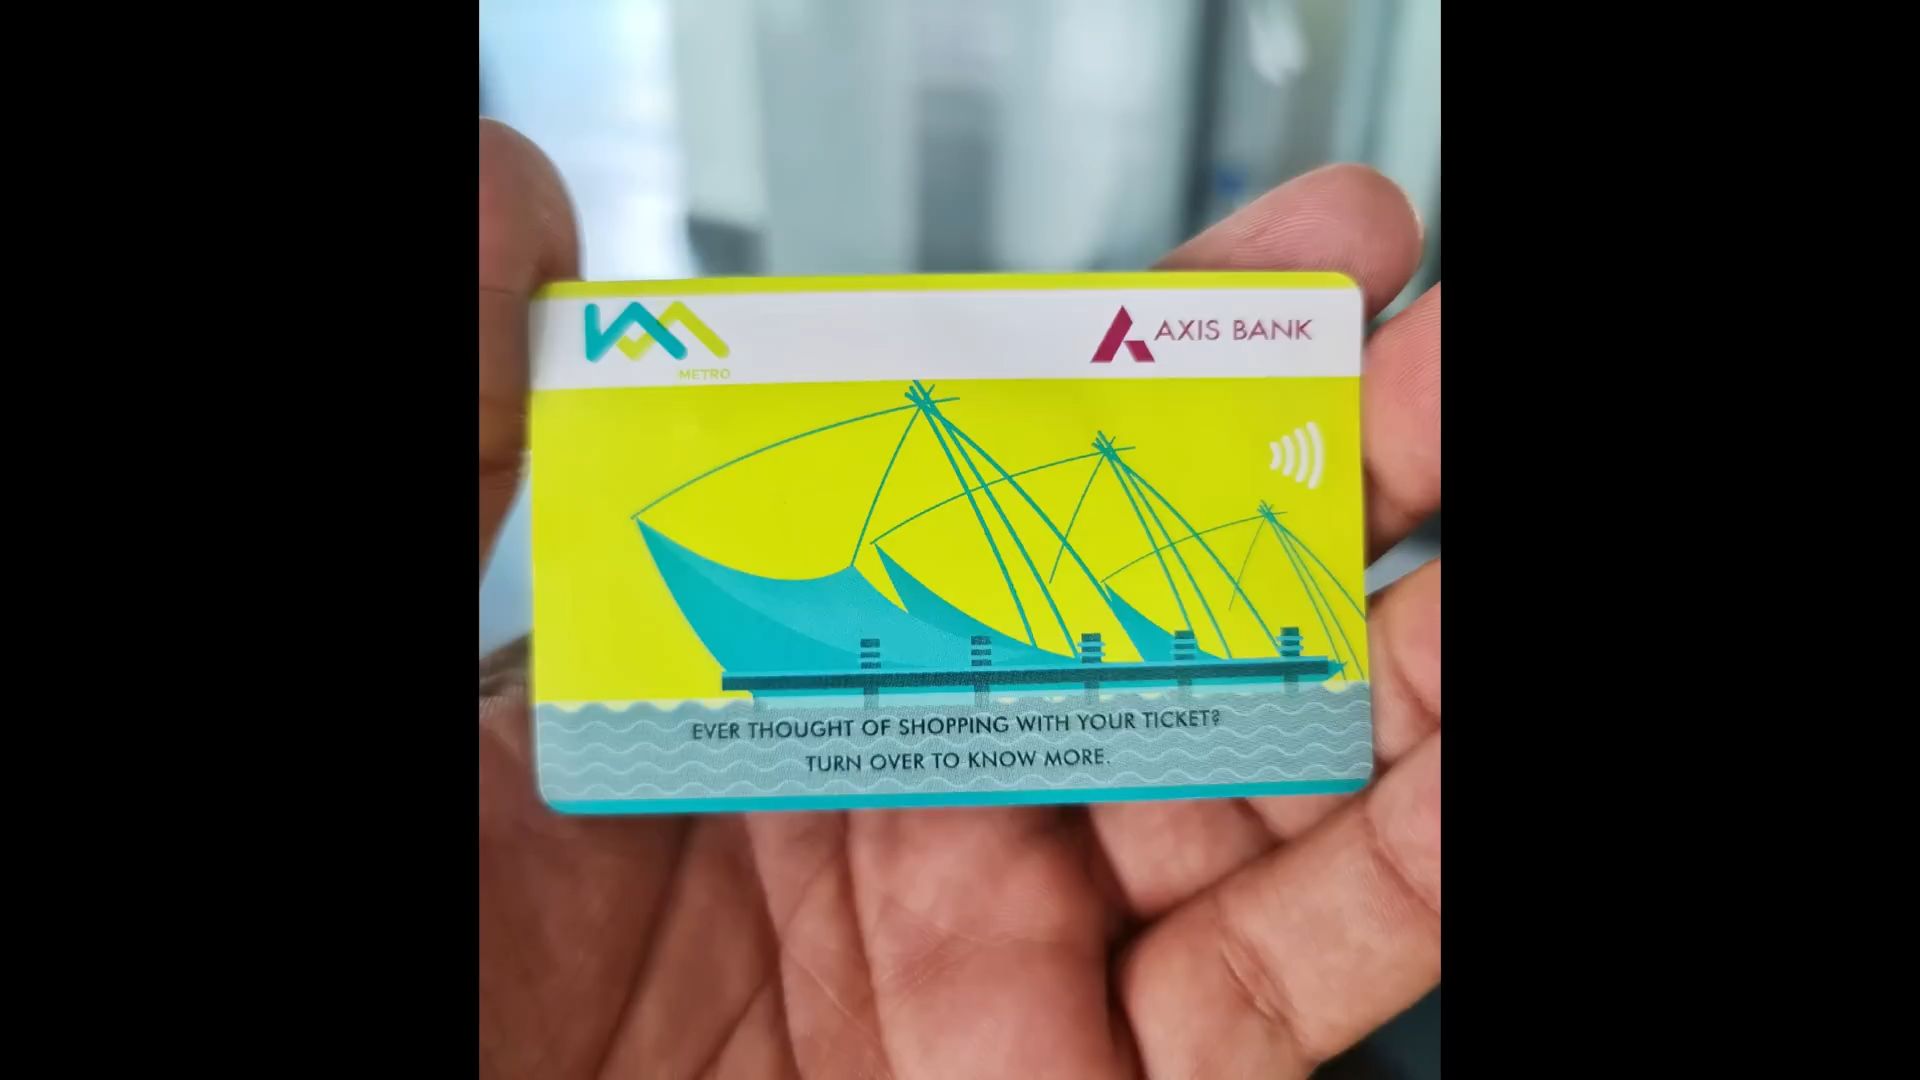 METRO
AXIS BANK
EVER THOUGHT OF SHOPPING WITH YOUR TICKET?
TURN OVER TO KNOW MORE.